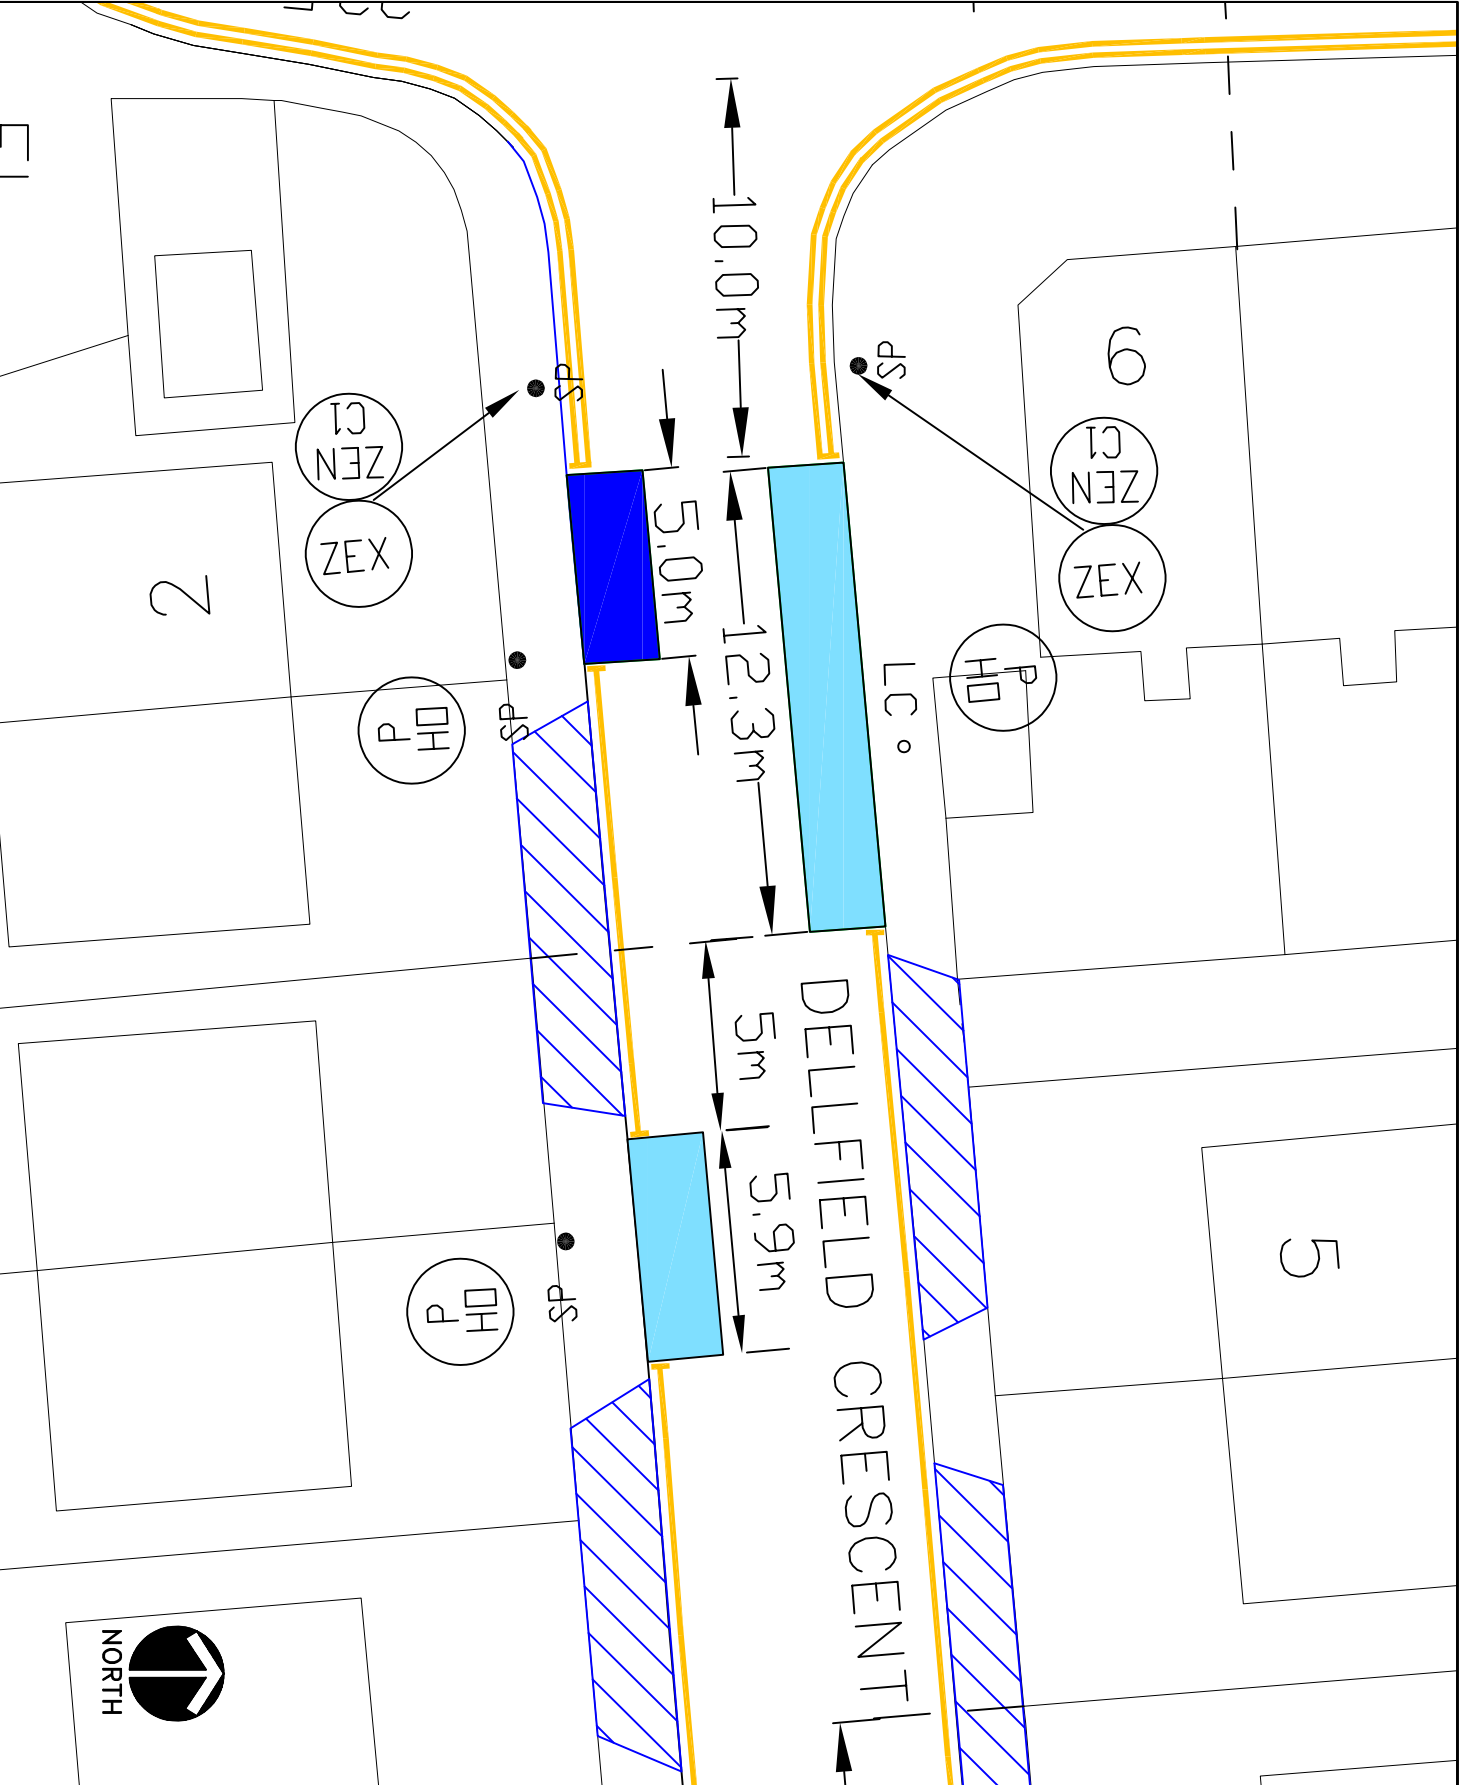 10.0m
SP
SP
6
C1
ZEN
ZEX
C1
ZEN
ZEX
5.0m
2
12.3m
LC
P
HD
P
HD
SP
DELLFIELD CRESCENT
5m
5.9m
5
P
HD
SP
NORTH